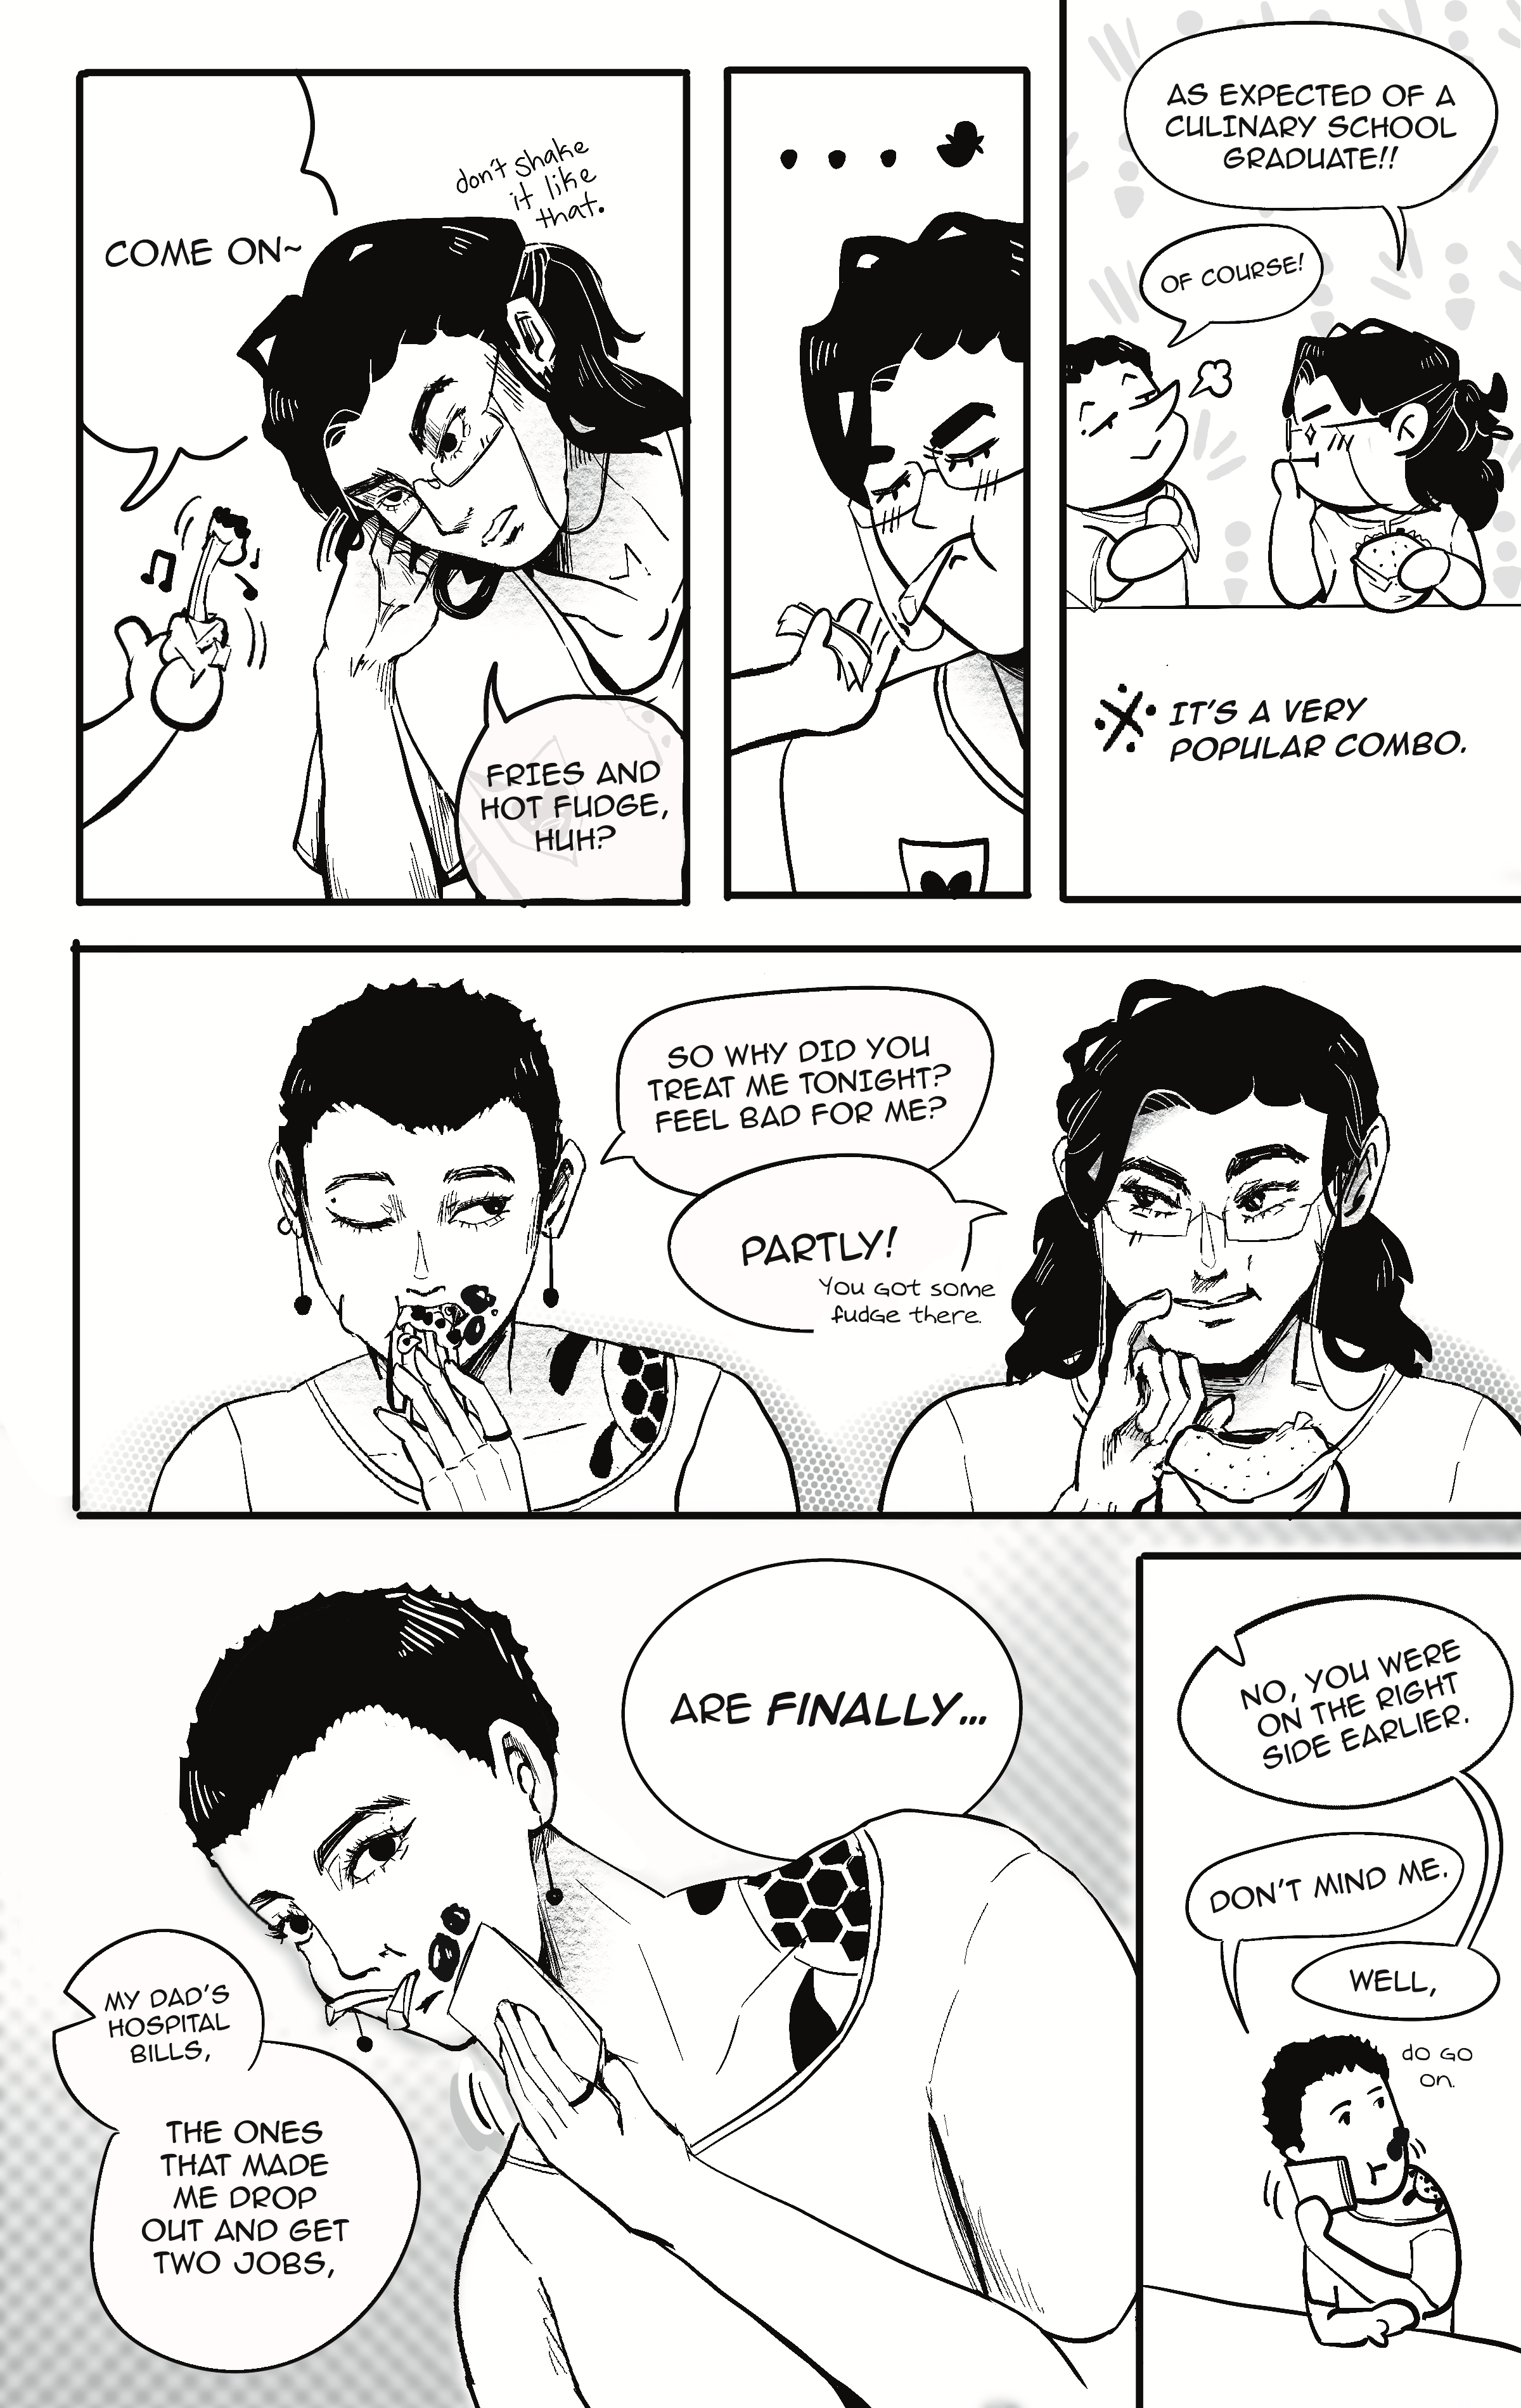 COME ON~
don't shake
it like
that.
FRIES AND
HOT FUDGE,
HUH?
AS EXPECTED OF A
CULINARY SCHOOL
GRADUATE!!
OF COURSE!
※ IT'S A VERY
POPULAR COMBO.
SO WHY DID YOU
TREAT ME TONIGHT?
FEEL BAD FOR ME?
PARTLY!
You got some
fudge there.
NO, YOU WERE
ON THE RIGHT
SIDE EARLIER.
DON'T MIND ME.
WELL,
do go
on.
MY DAD'S
HOSPITAL
BILLS,
THE ONES
THAT MADE
ME DROP
OUT AND GET
TWO JOBS,
ARE FINALLY...